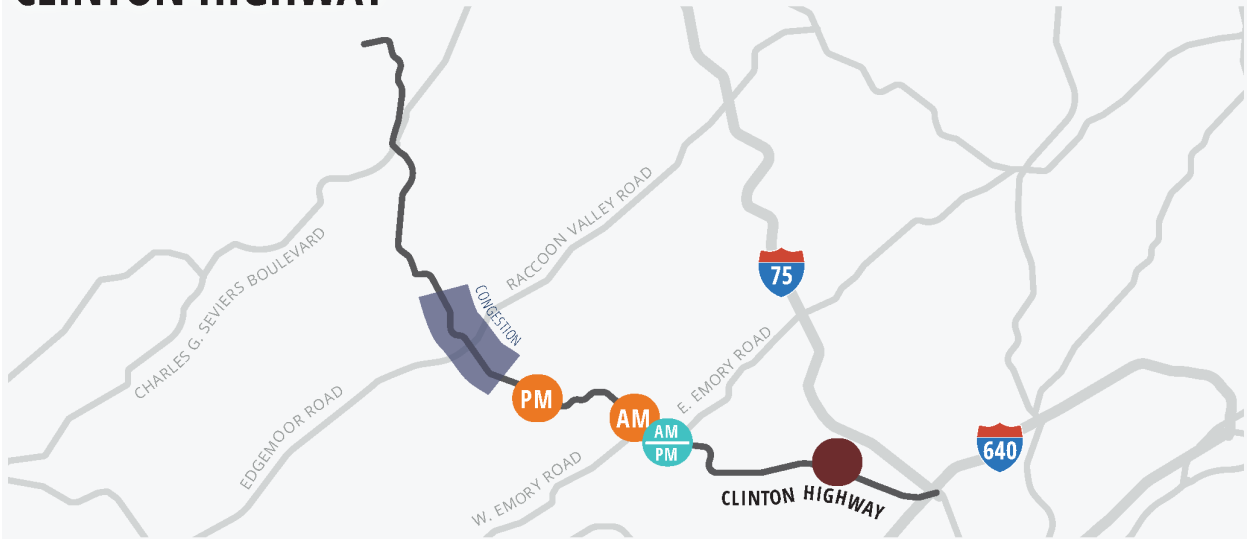 CLINTON HIGHWAY
CHARLES G. SEVIERS BOULEVARD
RACCOON VALLEY ROAD
75
CONGESTION
E. EMORY ROAD
EDGEMOOR ROAD
PM
AM
AM
PM
640
W. EMORY ROAD
CLINTON HIGHWAY